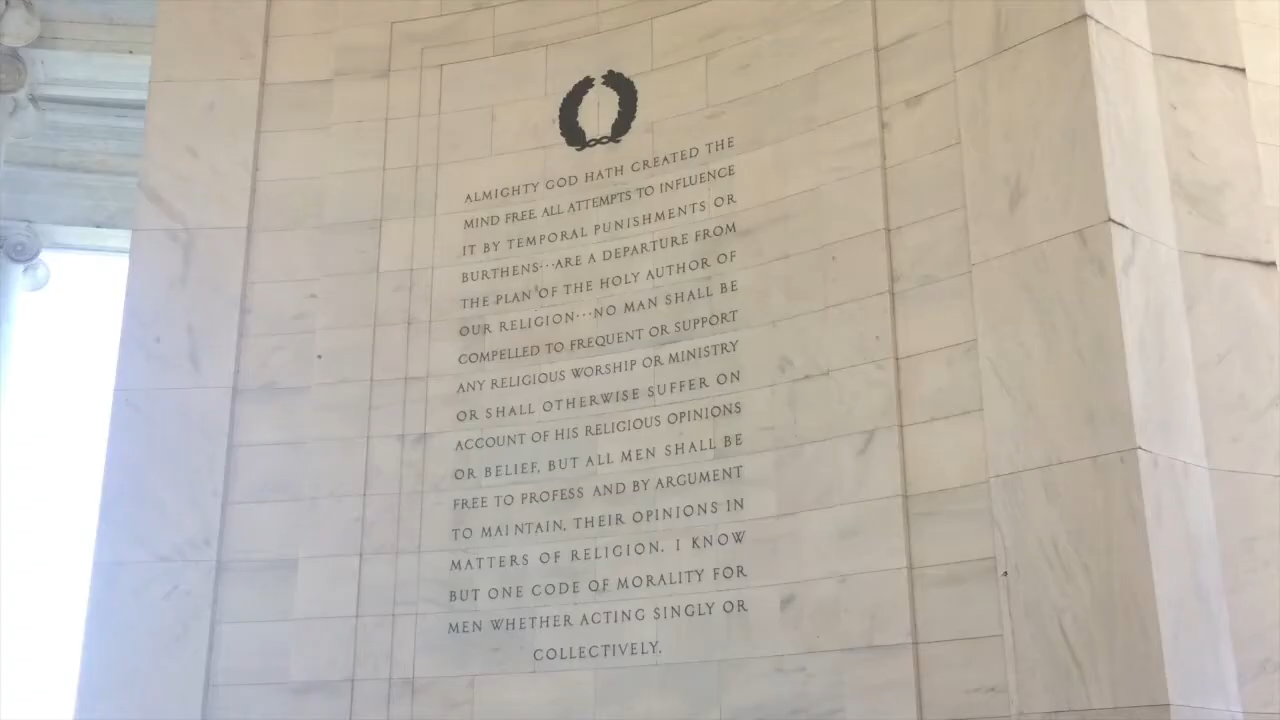 ALMIGHTY GOD HATH CREATED THE
MIND FREE. ALL ATTEMPTS TO INFLUENCE
IT BY TEMPORAL PUNISHMENTS OR
BURTHENS···ARE A DEPARTURE FROM
THE PLAN OF THE HOLY AUTHOR OF
OUR RELIGION···NO MAN SHALL BE
COMPELLED TO FREQUENT OR SUPPORT
ANY RELIGIOUS WORSHIP OR MINISTRY
OR SHALL OTHERWISE SUFFER ON
ACCOUNT OF HIS RELIGIOUS OPINIONS
OR BELIEF, BUT ALL MEN SHALL BE
FREE TO PROFESS AND BY ARGUMENT
TO MAINTAIN, THEIR OPINIONS IN
MATTERS OF RELIGION. I KNOW
BUT ONE CODE OF MORALITY FOR
MEN WHETHER ACTING SINGLY OR
COLLECTIVELY.